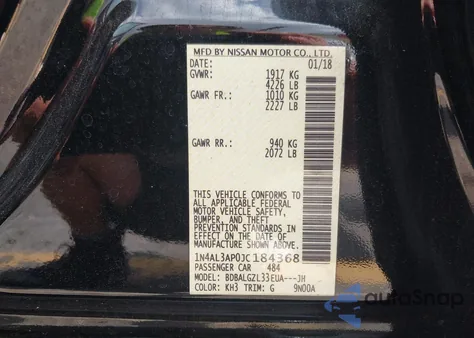 MFD BY NISSAN MOTOR CO., LTD.
DATE: 01/18
GVWR: 1917 KG
4226 LB
GAWR FR.: 1010 KG
2227 LB
GAWR RR.: 940 KG
2072 LB
THIS VEHICLE CONFORMS TO
ALL APPLICABLE FEDERAL
MOTOR VEHICLE SAFETY,
BUMPER, AND THEFT
PREVENTION STANDARDS IN
EFFECT ON THE DATE OF
MANUFACTURE SHOWN ABOVE.
1N4AL3AP0JC184368
PASSENGER CAR 484
MODEL: BDBALGZL33EUA---JH
COLOR: KH3 TRIM: G 9N00A
autoSnap